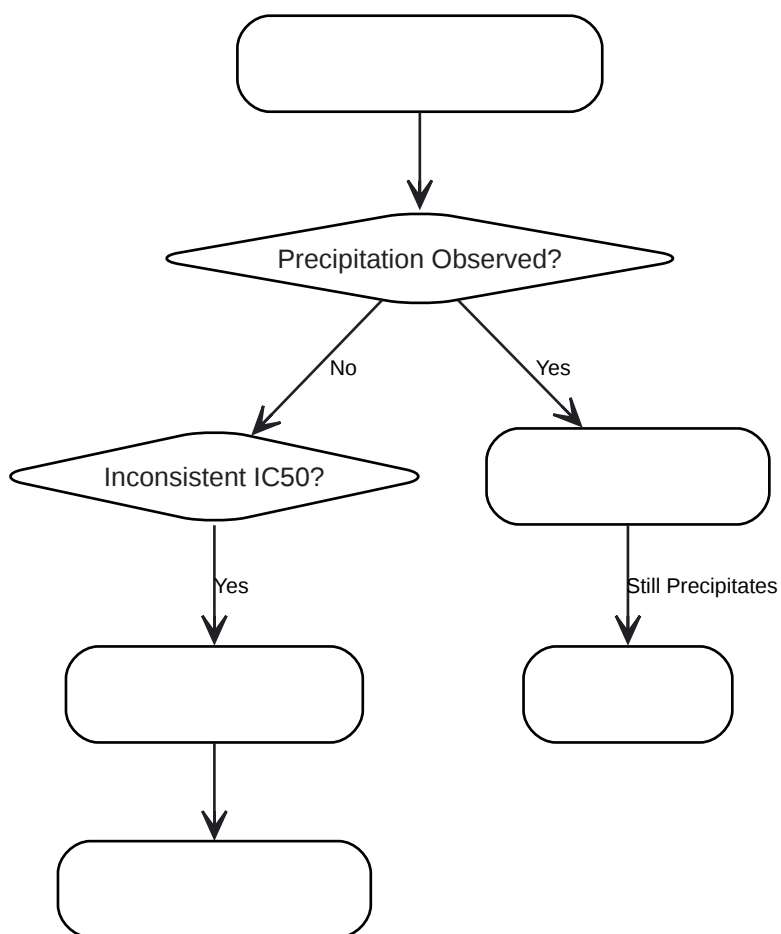 Precipitation Observed?
No
Yes
Inconsistent IC50?
Yes
Still Precipitates